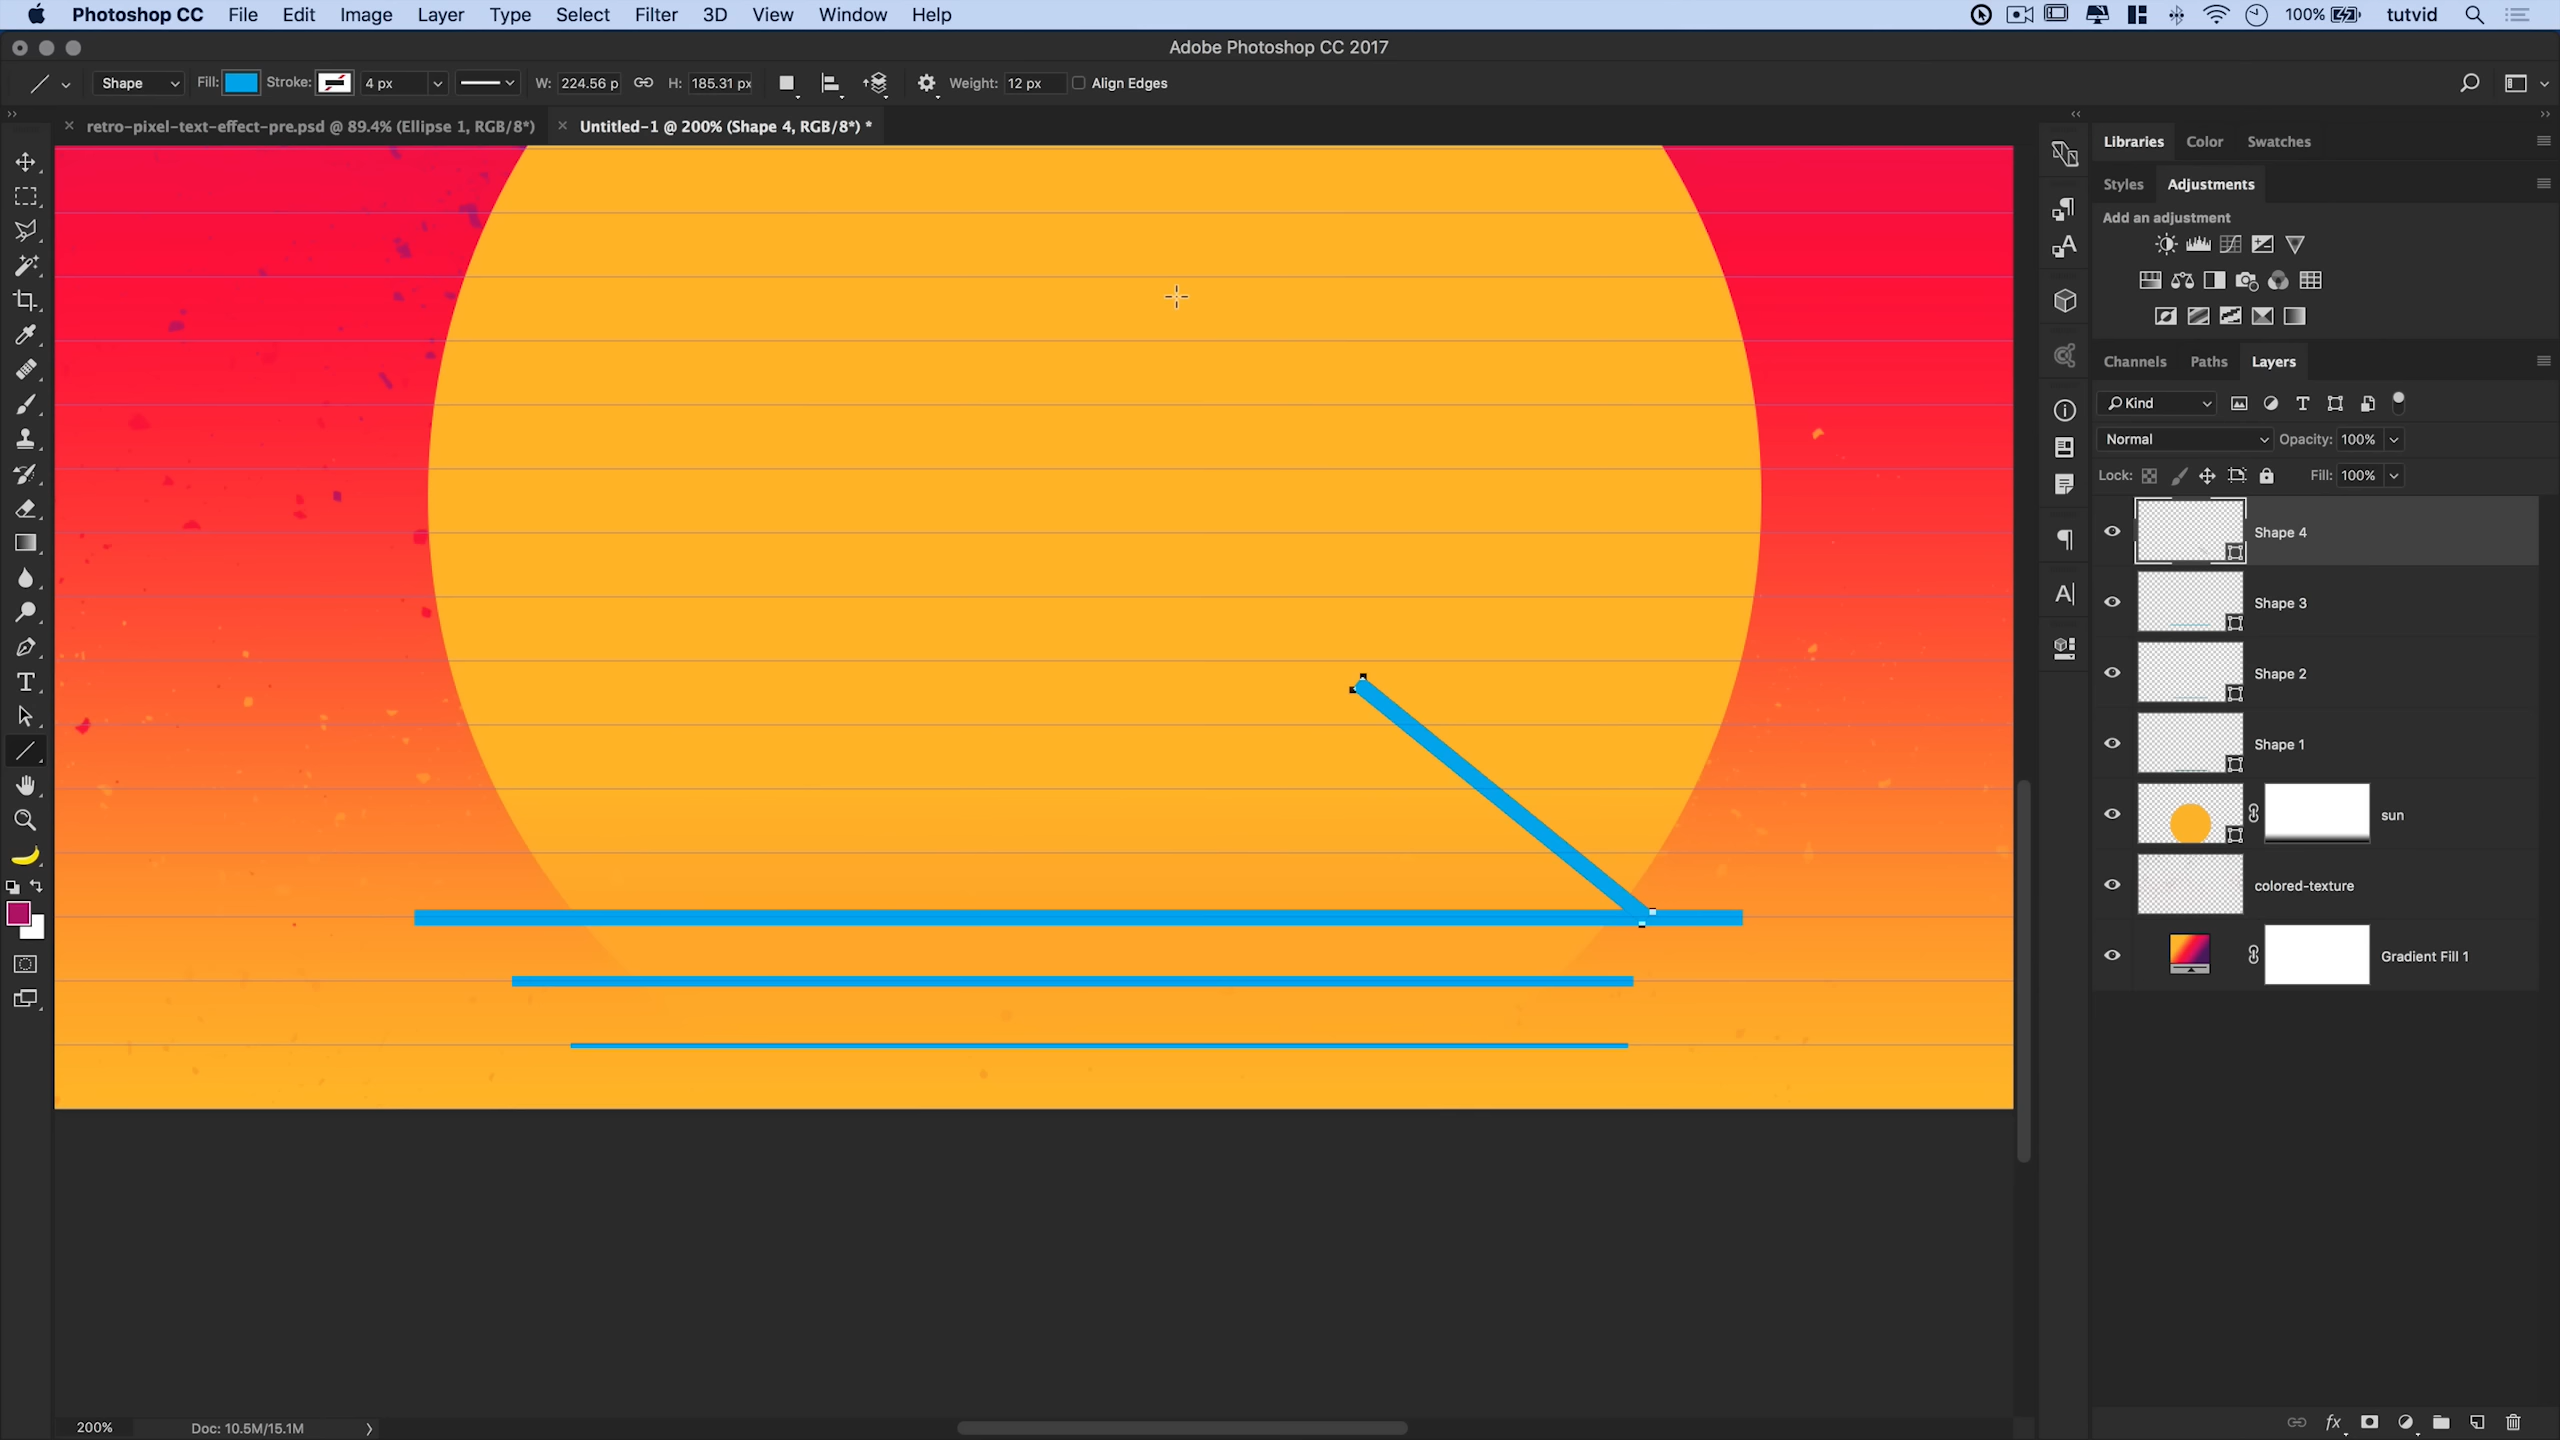 Photoshop CC File Edit Image Layer Type Select Filter 3D View Window Help 100% tutvid
Adobe Photoshop CC 2017
Shape Fill: Stroke: 4 px W: 224.56 p H: 185.31 px Weight: 12 px Align Edges
retro-pixel-text-effect-pre.psd @ 89.4% (Ellipse 1, RGB/8*) Untitled-1 @ 200% (Shape 4, RGB/8*) *
Libraries Color Swatches
Styles Adjustments
Add an adjustment
Channels Paths Layers
Kind
Normal Opacity: 100%
Lock: Fill: 100%
Shape 4
Shape 3
Shape 2
Shape 1
sun
colored-texture
Gradient Fill 1
200% Doc: 10.5M/15.1M
fx